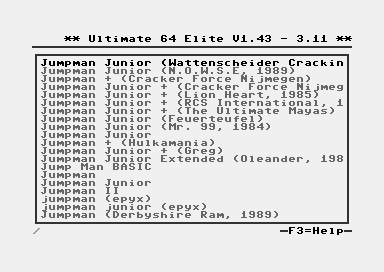 ** Ultimate 64 Elite V1.43 - 3.11 **
Jumpman Junior (Wattenscheider Crackin
Jumpman Junior (N.O.W.S.E, 1989)
Jumpman + (Cracker Force Nijmegen)
Jumpman Junior + (Cracker Force Nijmeg
Jumpman Junior + (Lion Heart, 1985)
Jumpman Junior + (RCS International, 1
Jumpman Junior + (The Ultimate Mayas)
Jumpman Junior (Feuerteufel)
Jumpman Junior (Mr. 99, 1984)
Jumpman Junior
Jumpman + (Hulkamania)
Jumpman Junior + (Greg)
Jumpman Junior Extended (Oleander, 198
Jump Man BASIC
Jumpman
Jumpman Junior
Jumpman II
jumpman (epyx)
jumpman junior (epyx)
Jumpman (Derbyshire Ram, 1989)
/ —F3=Help—